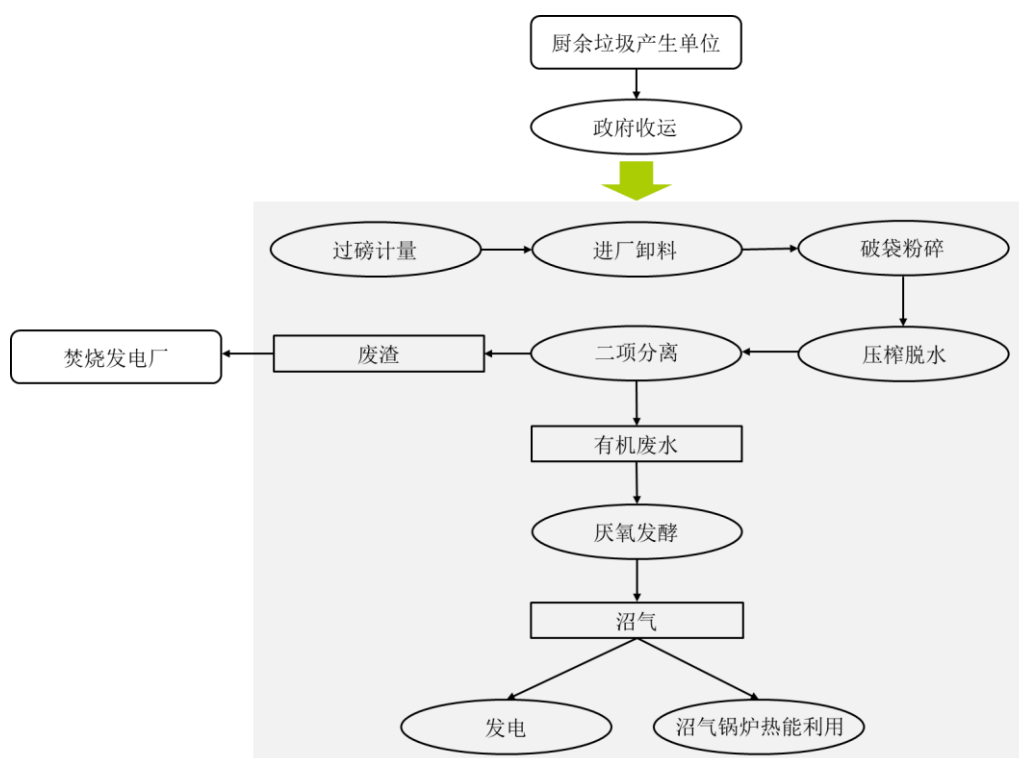 厨余垃圾产生单位
政府收运
过磅计量
进厂卸料
破袋粉碎
焚烧发电厂
废渣
二项分离
压榨脱水
有机废水
厌氧发酵
沼气
发电
沼气锅炉热能利用